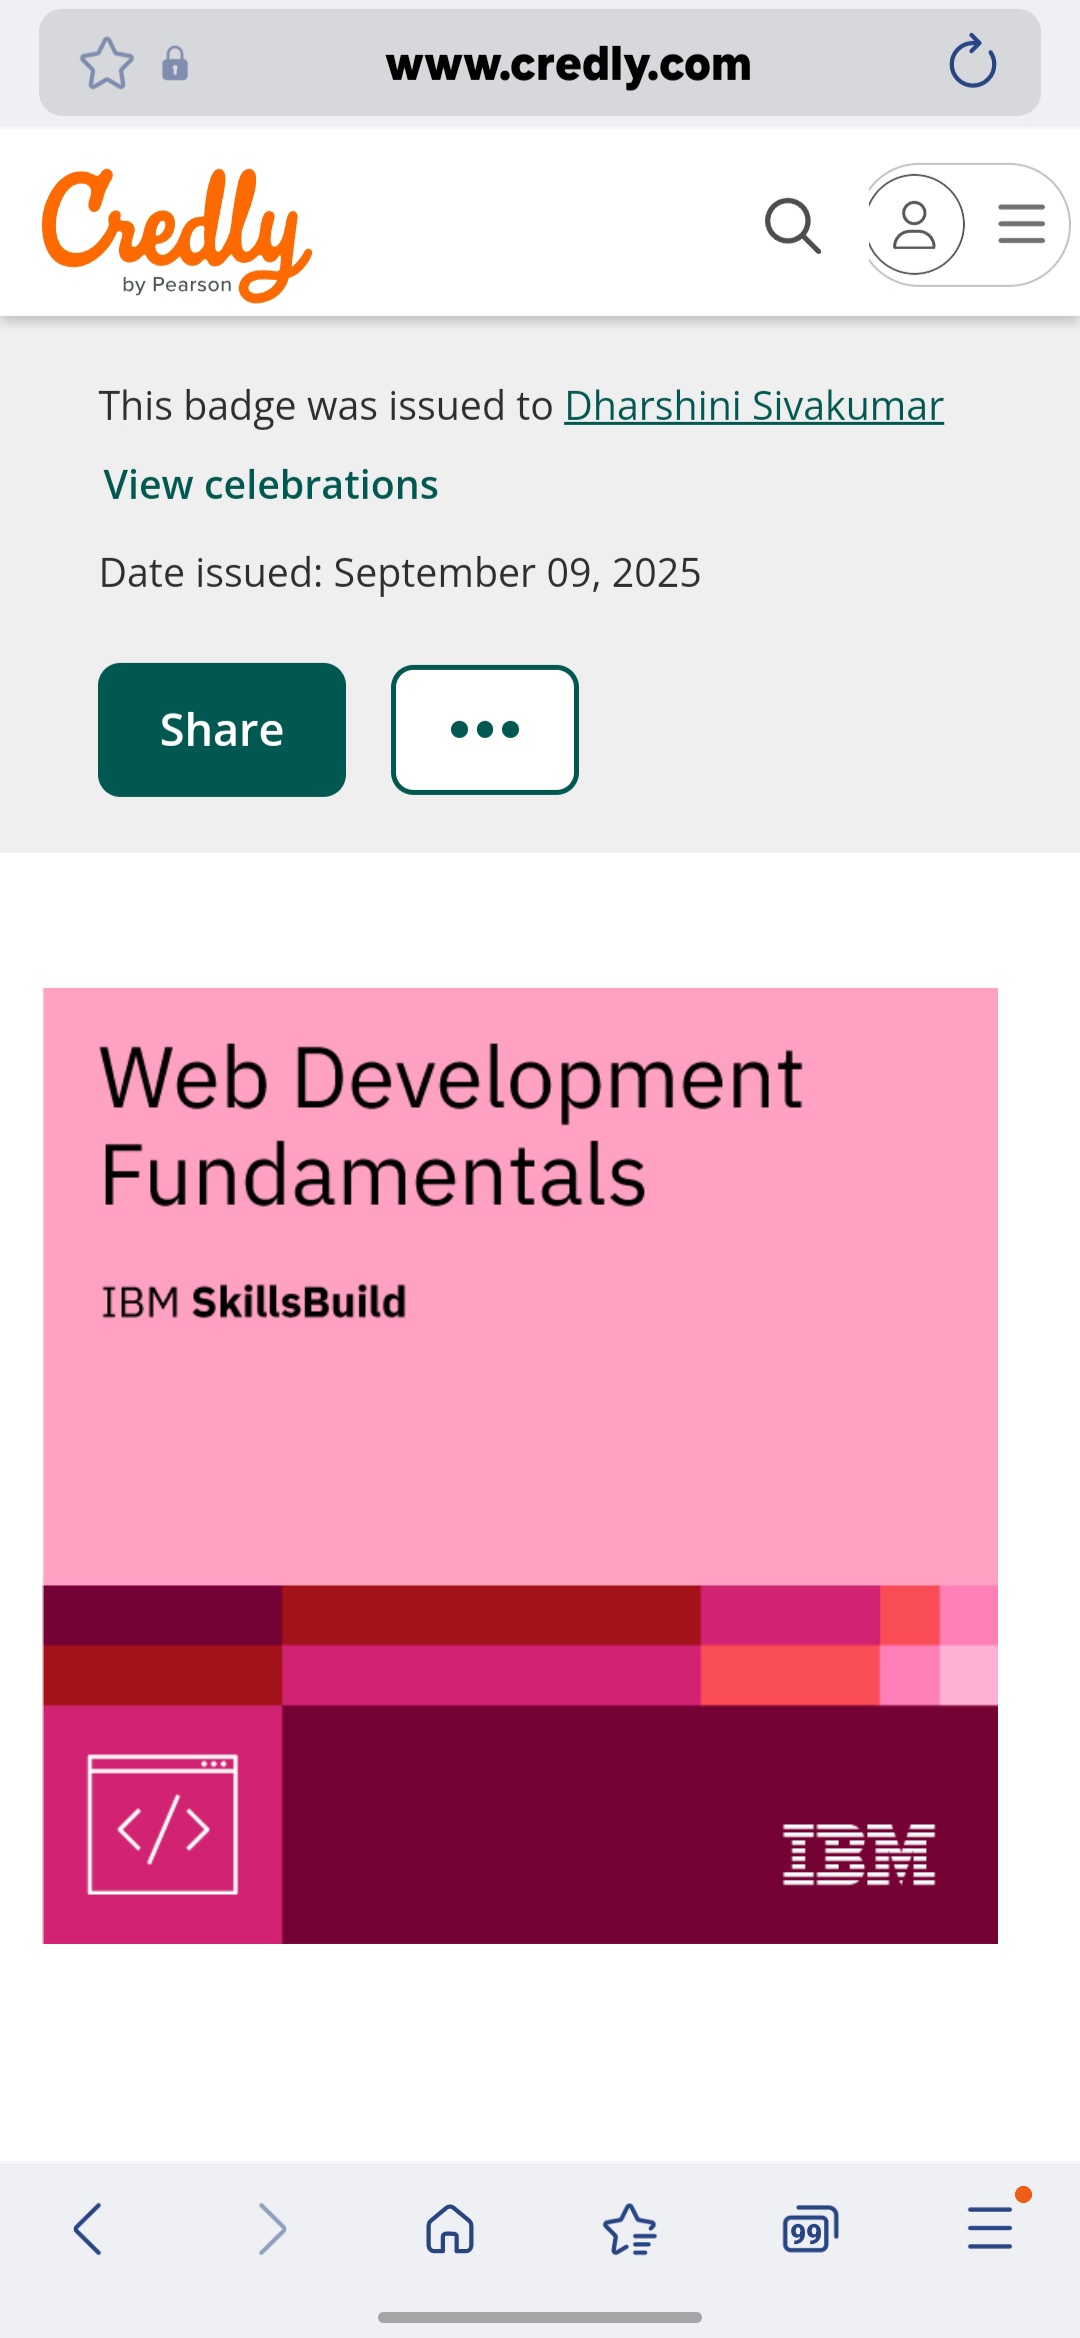 www.credly.com
Credly
by Pearson
This badge was issued to Dharshini Sivakumar
View celebrations
Date issued: September 09, 2025
Share
Web Development
Fundamentals
IBM SkillsBuild
</>
IBM
99